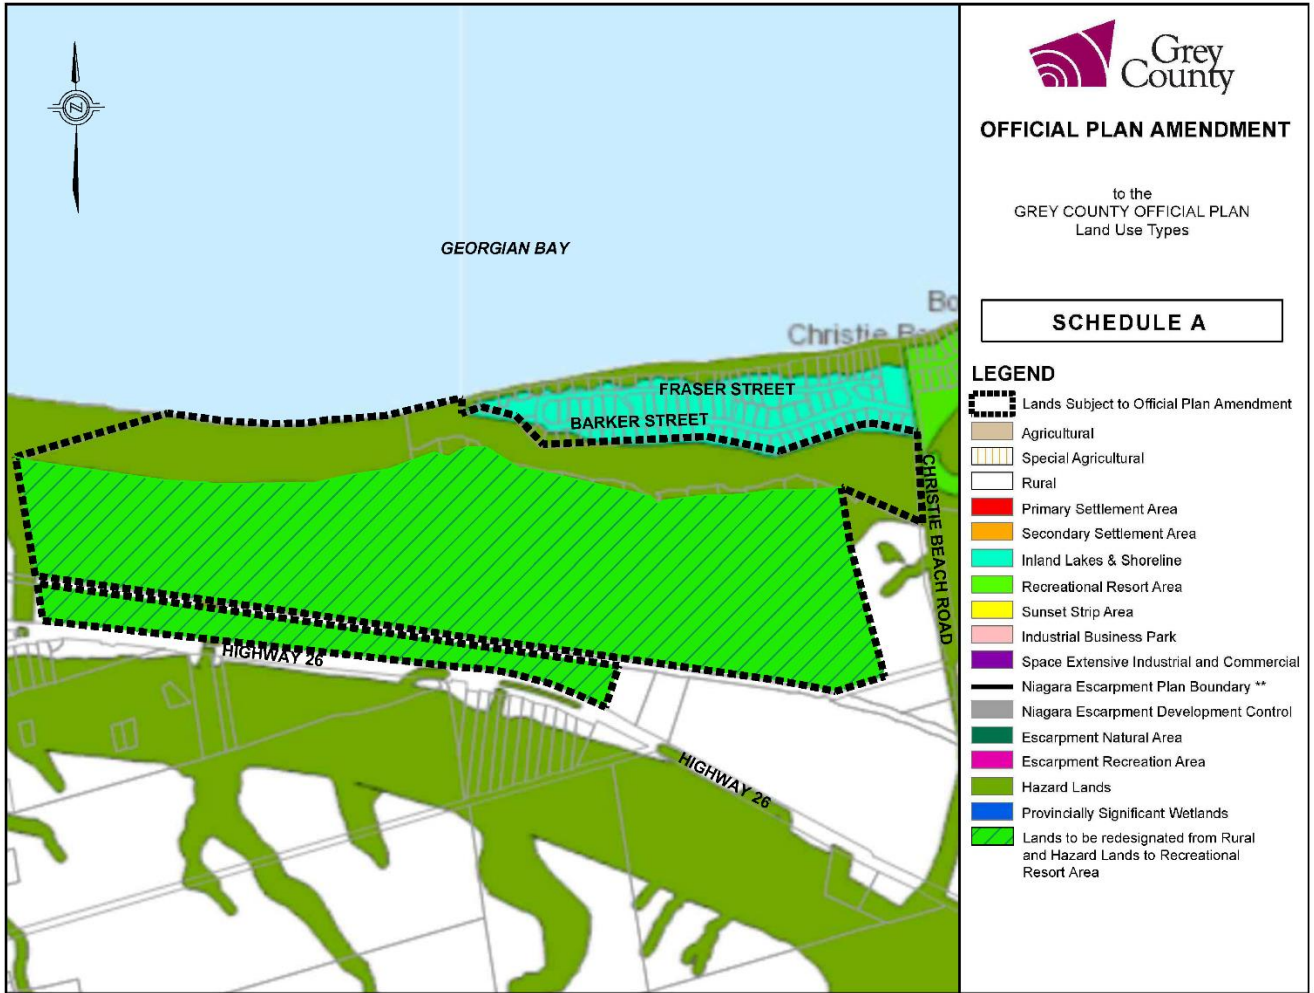 N
GEORGIAN BAY
Bo
Christie Ba
FRASER STREET
BARKER STREET
CHRISTIE BEACH ROAD
HIGHWAY 26
HIGHWAY 26
Grey
County
OFFICIAL PLAN AMENDMENT
to the
GREY COUNTY OFFICIAL PLAN
Land Use Types
SCHEDULE A
LEGEND
Lands Subject to Official Plan Amendment
Agricultural
Special Agricultural
Rural
Primary Settlement Area
Secondary Settlement Area
Inland Lakes & Shoreline
Recreational Resort Area
Sunset Strip Area
Industrial Business Park
Space Extensive Industrial and Commercial
Niagara Escarpment Plan Boundary **
Niagara Escarpment Development Control
Escarpment Natural Area
Escarpment Recreation Area
Hazard Lands
Provincially Significant Wetlands
Lands to be redesignated from Rural
and Hazard Lands to Recreational
Resort Area